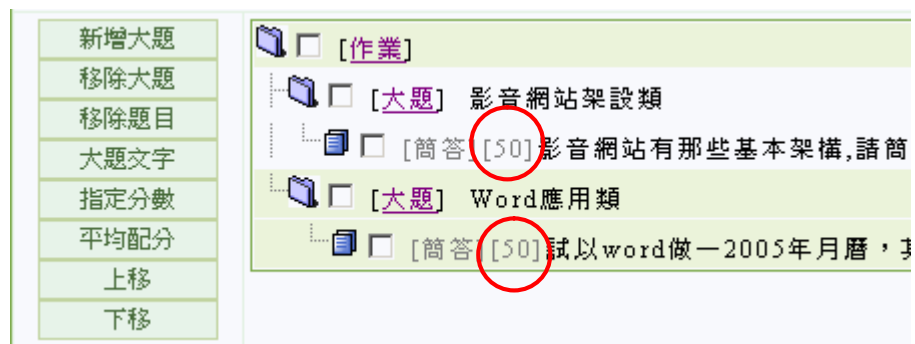 新增大題
移除大題
移除題目
大題文字
指定分數
平均配分
上移
下移
[作業]
[大題] 影音網站架設類
[簡答][50]影音網站有那些基本架構,請簡
[大題] Word應用類
[簡答][50]試以word做一2005年月曆，其